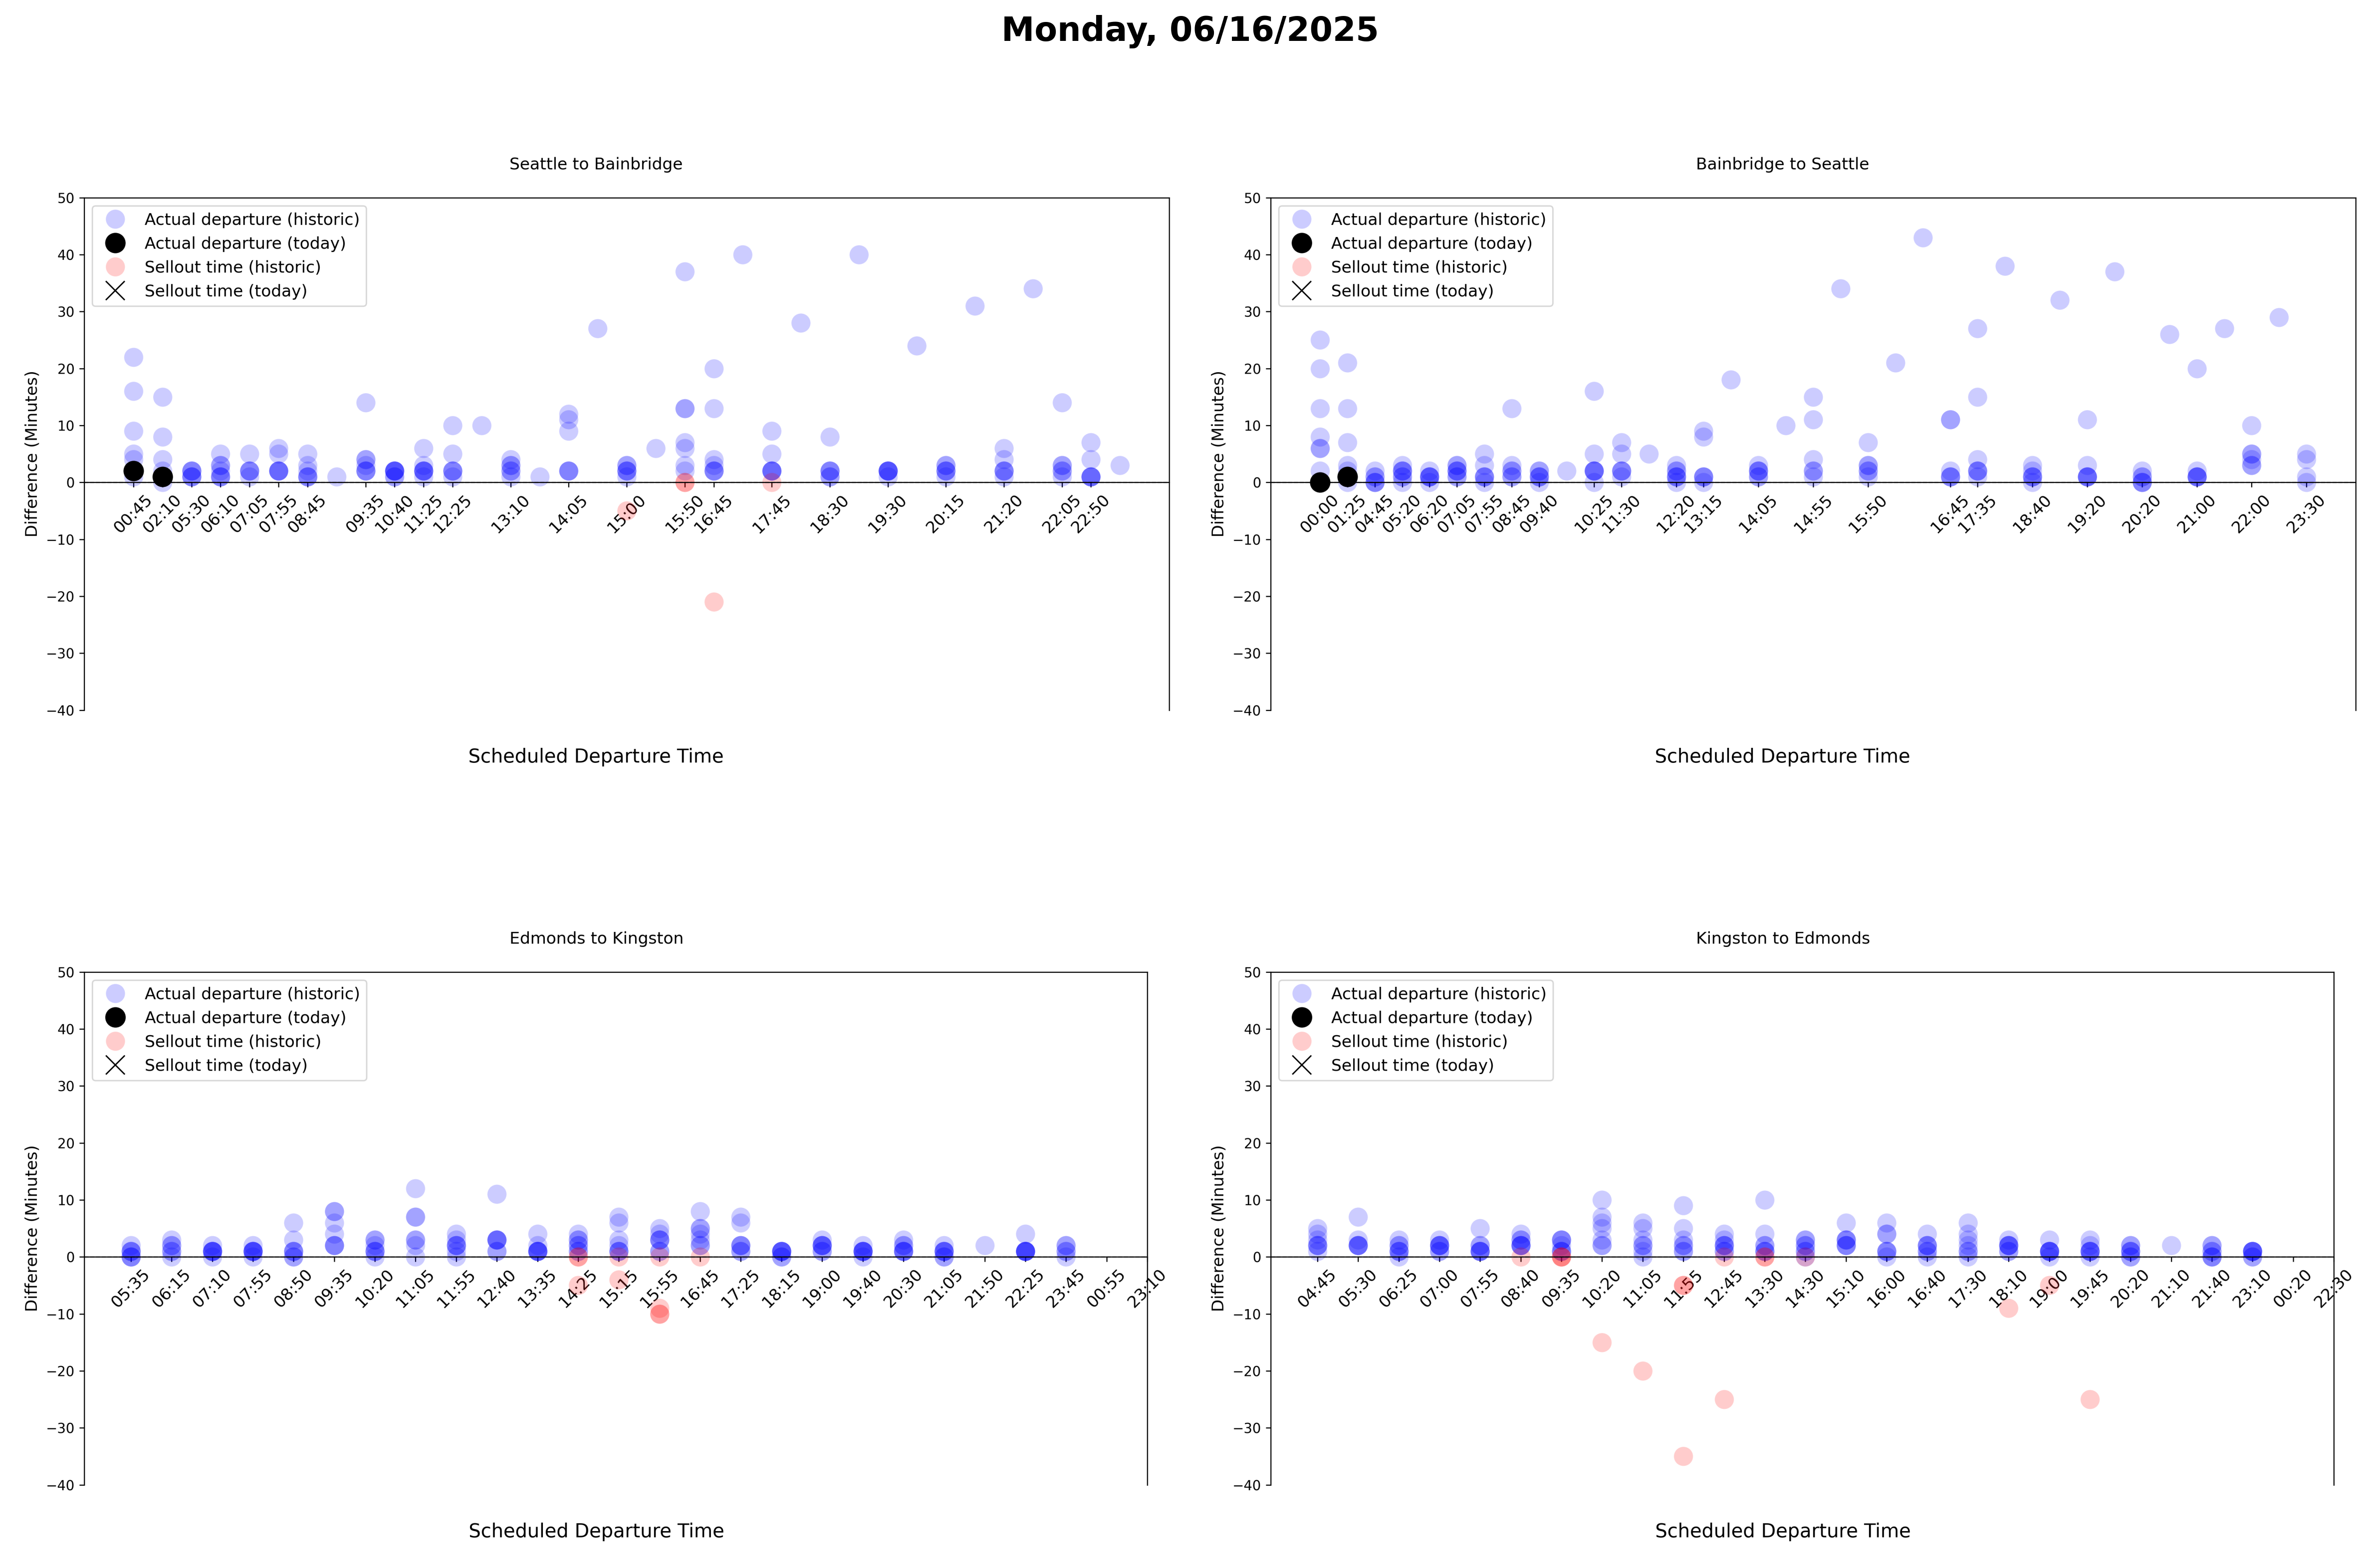 Monday, 06/16/2025
Seattle to Bainbridge
Difference (Minutes)
50
40
30
20
10
0
−10
−20
−30
−40
Actual departure (historic)
Actual departure (today)
Sellout time (historic)
Sellout time (today)
00:45 02:10 05:30 06:10 07:05 07:55 08:45 09:35 10:40 11:25 12:25 13:10 14:05 15:00 15:50 16:45 17:45 18:30 19:30 20:15 21:20 22:05 22:50
Scheduled Departure Time
Bainbridge to Seattle
Difference (Minutes)
50
40
30
20
10
0
−10
−20
−30
−40
Actual departure (historic)
Actual departure (today)
Sellout time (historic)
Sellout time (today)
00:00 01:25 04:45 05:20 06:20 07:05 07:55 08:45 09:40 10:25 11:30 12:20 13:15 14:05 14:55 15:50 16:45 17:35 18:40 19:20 20:20 21:00 22:00 23:30
Scheduled Departure Time
Edmonds to Kingston
Difference (Minutes)
50
40
30
20
10
0
−10
−20
−30
−40
Actual departure (historic)
Actual departure (today)
Sellout time (historic)
Sellout time (today)
05:35 06:15 07:10 07:55 08:50 09:35 10:20 11:05 11:55 12:40 13:35 14:25 15:15 15:55 16:45 17:25 18:15 19:00 19:40 20:30 21:05 21:50 22:25 23:45 00:55 23:10
Scheduled Departure Time
Kingston to Edmonds
Difference (Minutes)
50
40
30
20
10
0
−10
−20
−30
−40
Actual departure (historic)
Actual departure (today)
Sellout time (historic)
Sellout time (today)
04:45 05:30 06:25 07:00 07:55 08:40 09:35 10:20 11:05 11:55 12:45 13:30 14:30 15:10 16:00 16:40 17:30 18:10 19:00 19:45 20:20 21:10 21:40 23:10 00:20 22:30
Scheduled Departure Time